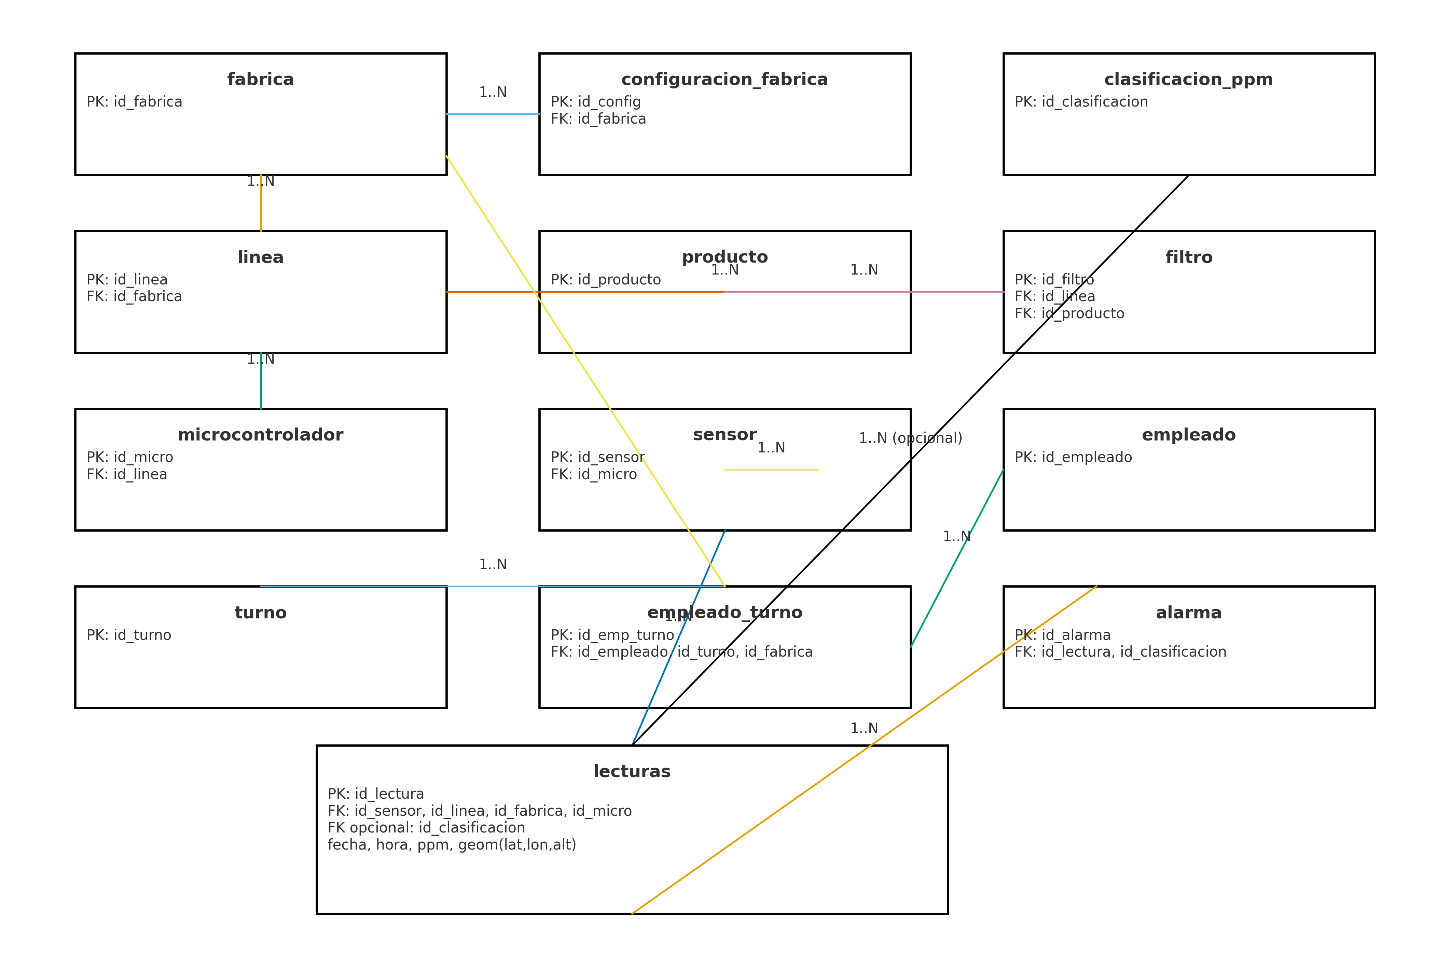 fabrica
PK: id_fabrica
1..N
configuracion_fabrica
PK: id_config
FK: id_fabrica
clasificacion_ppm
PK: id_clasificacion
1..N
linea
PK: id_linea
FK: id_fabrica
producto
1..N
PK: id_producto
1..N
filtro
PK: id_filtro
FK: id_linea
FK: id_producto
1..N
microcontrolador
PK: id_micro
FK: id_linea
sensor
1..N
PK: id_sensor
FK: id_micro
1..N (opcional)
empleado
PK: id_empleado
1..N
1..N
turno
PK: id_turno
empleado_turno
1..N
PK: id_emp_turno
FK: id_empleado, id_turno, id_fabrica
alarma
PK: id_alarma
FK: id_lectura, id_clasificacion
1..N
lecturas
PK: id_lectura
FK: id_sensor, id_linea, id_fabrica, id_micro
FK opcional: id_clasificacion
fecha, hora, ppm, geom(lat,lon,alt)